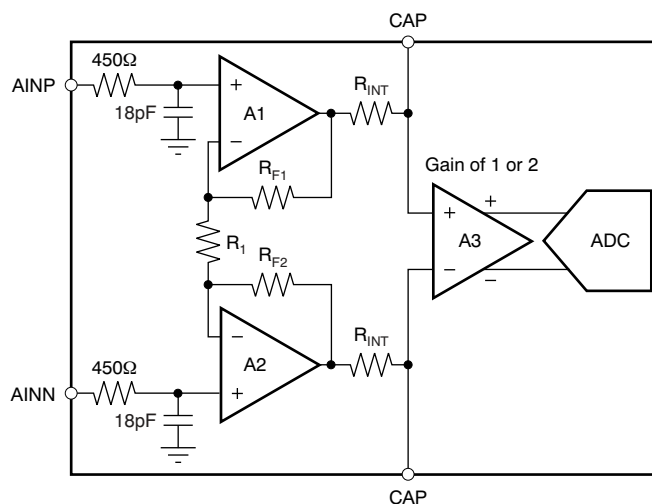 CAP
450Ω
AINP
18pF
+
A1
−
R_INT
R_F1
Gain of 1 or 2
R_1
+
A3
−
+
−
ADC
R_F2
−
A2
+
R_INT
450Ω
AINN
18pF
CAP